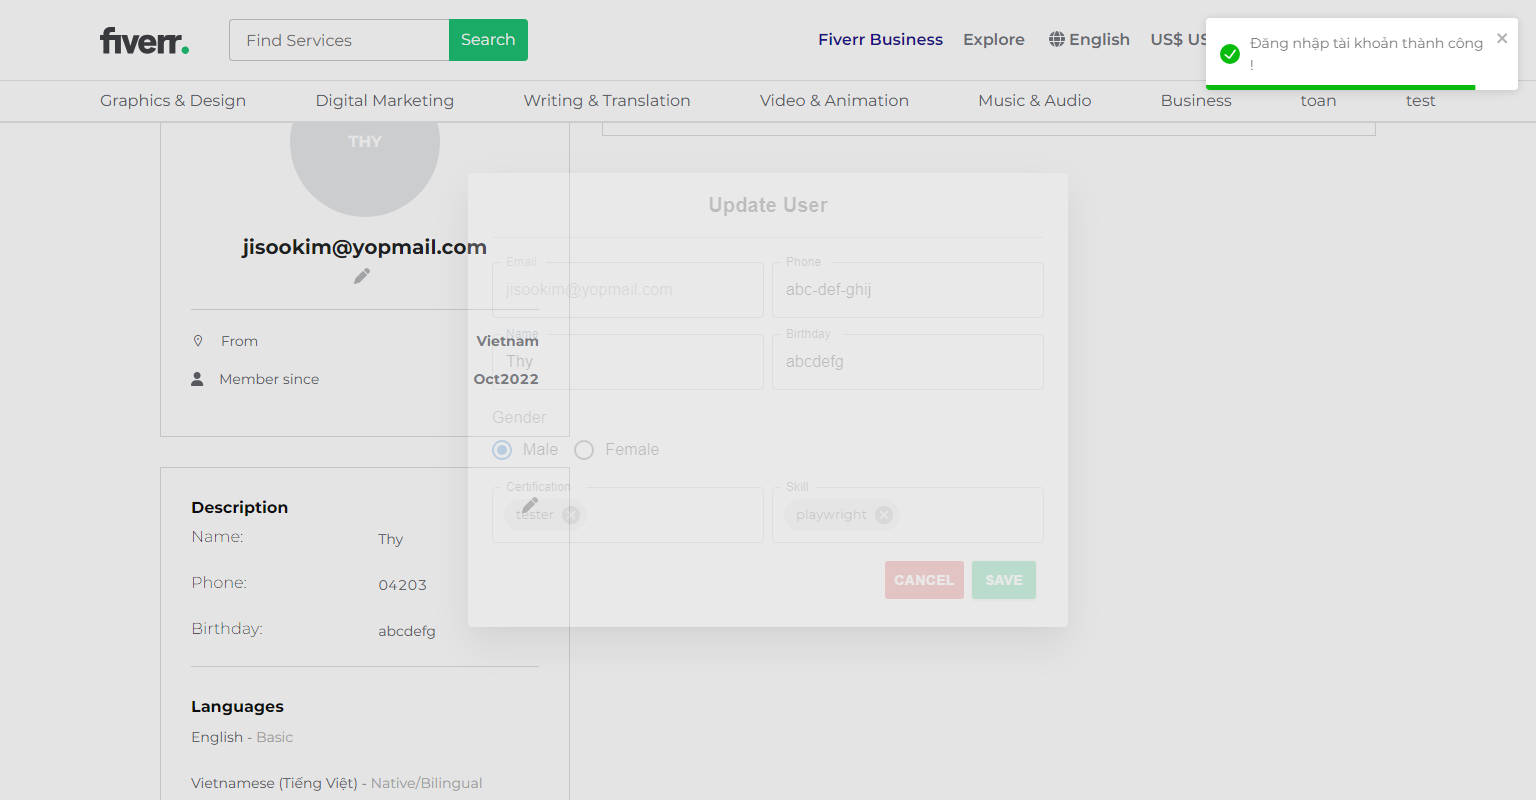 fiverr.
Find Services
Search
Fiverr Business
Explore
English
US$ US
Đăng nhập tài khoản thành công
!
Graphics & Design
Digital Marketing
Writing & Translation
Video & Animation
Music & Audio
Business
toan
test
THY
jisookim@yopmail.com
From
Vietnam
Member since
Oct2022
Description
Name:
Thy
Phone:
04203
Birthday:
abcdefg
Languages
English - Basic
Vietnamese (Tiếng Việt) - Native/Bilingual
Update User
Email
jisookim@yopmail.com
Phone
abc-def-ghij
Name
Thy
Birthday
abcdefg
Gender
Male
Female
Certification
tester
Skill
playwright
CANCEL
SAVE